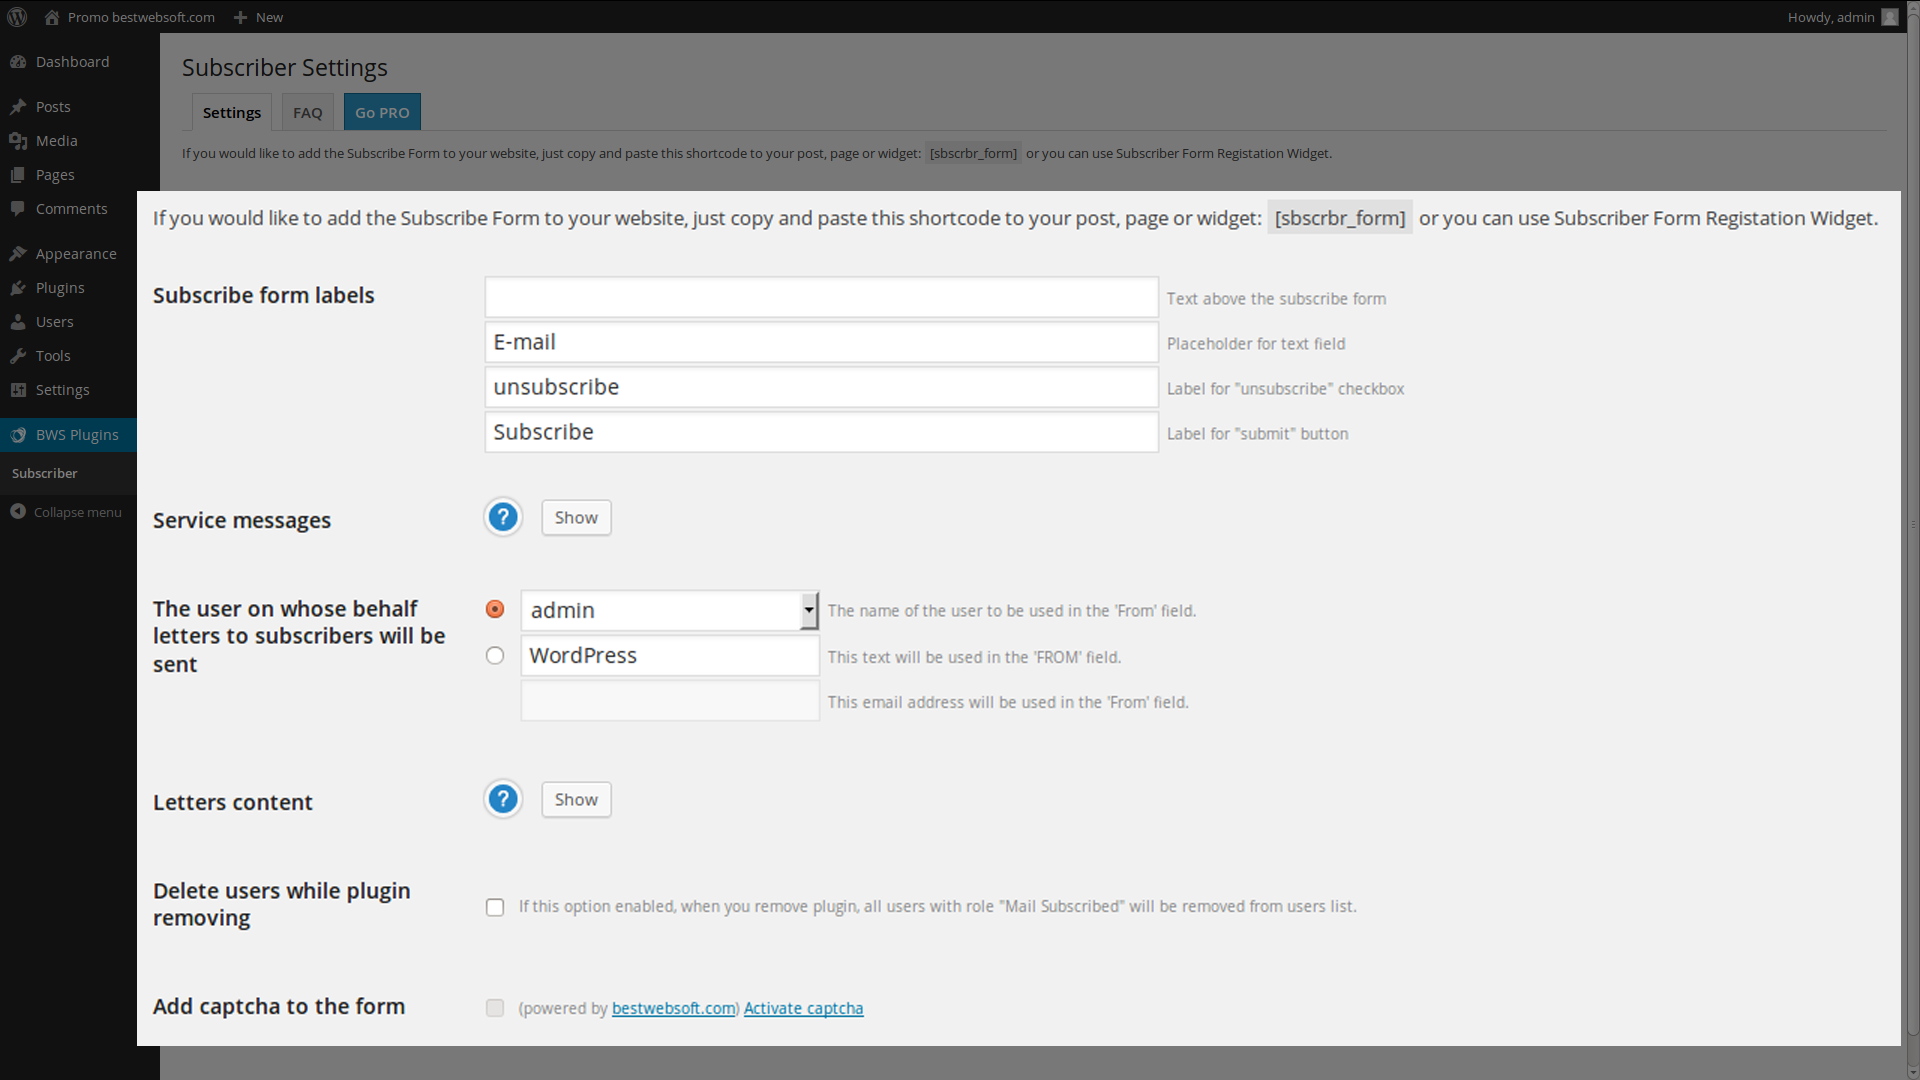 Promo bestwebsoft.com
New
Howdy, admin
Dashboard
Posts
Media
Pages
Comments
Appearance
Plugins
Users
Tools
Settings
BWS Plugins
Subscriber
Collapse menu
Subscriber Settings
Settings
FAQ
Go PRO
If you would like to add the Subscribe Form to your website, just copy and paste this shortcode to your post, page or widget: [sbscrbr_form] or you can use Subscriber Form Registation Widget.
If you would like to add the Subscribe Form to your website, just copy and paste this shortcode to your post, page or widget: [sbscrbr_form] or you can use Subscriber Form Registation Widget.
Subscribe form labels
Text above the subscribe form
E-mail
Placeholder for text field
unsubscribe
Label for "unsubscribe" checkbox
Subscribe
Label for "submit" button
Service messages
?
Show
The user on whose behalf
letters to subscribers will be
sent
admin
The name of the user to be used in the 'From' field.
WordPress
This text will be used in the 'FROM' field.
This email address will be used in the 'From' field.
Letters content
?
Show
Delete users while plugin
removing
If this option enabled, when you remove plugin, all users with role "Mail Subscribed" will be removed from users list.
Add captcha to the form
(powered by bestwebsoft.com) Activate captcha